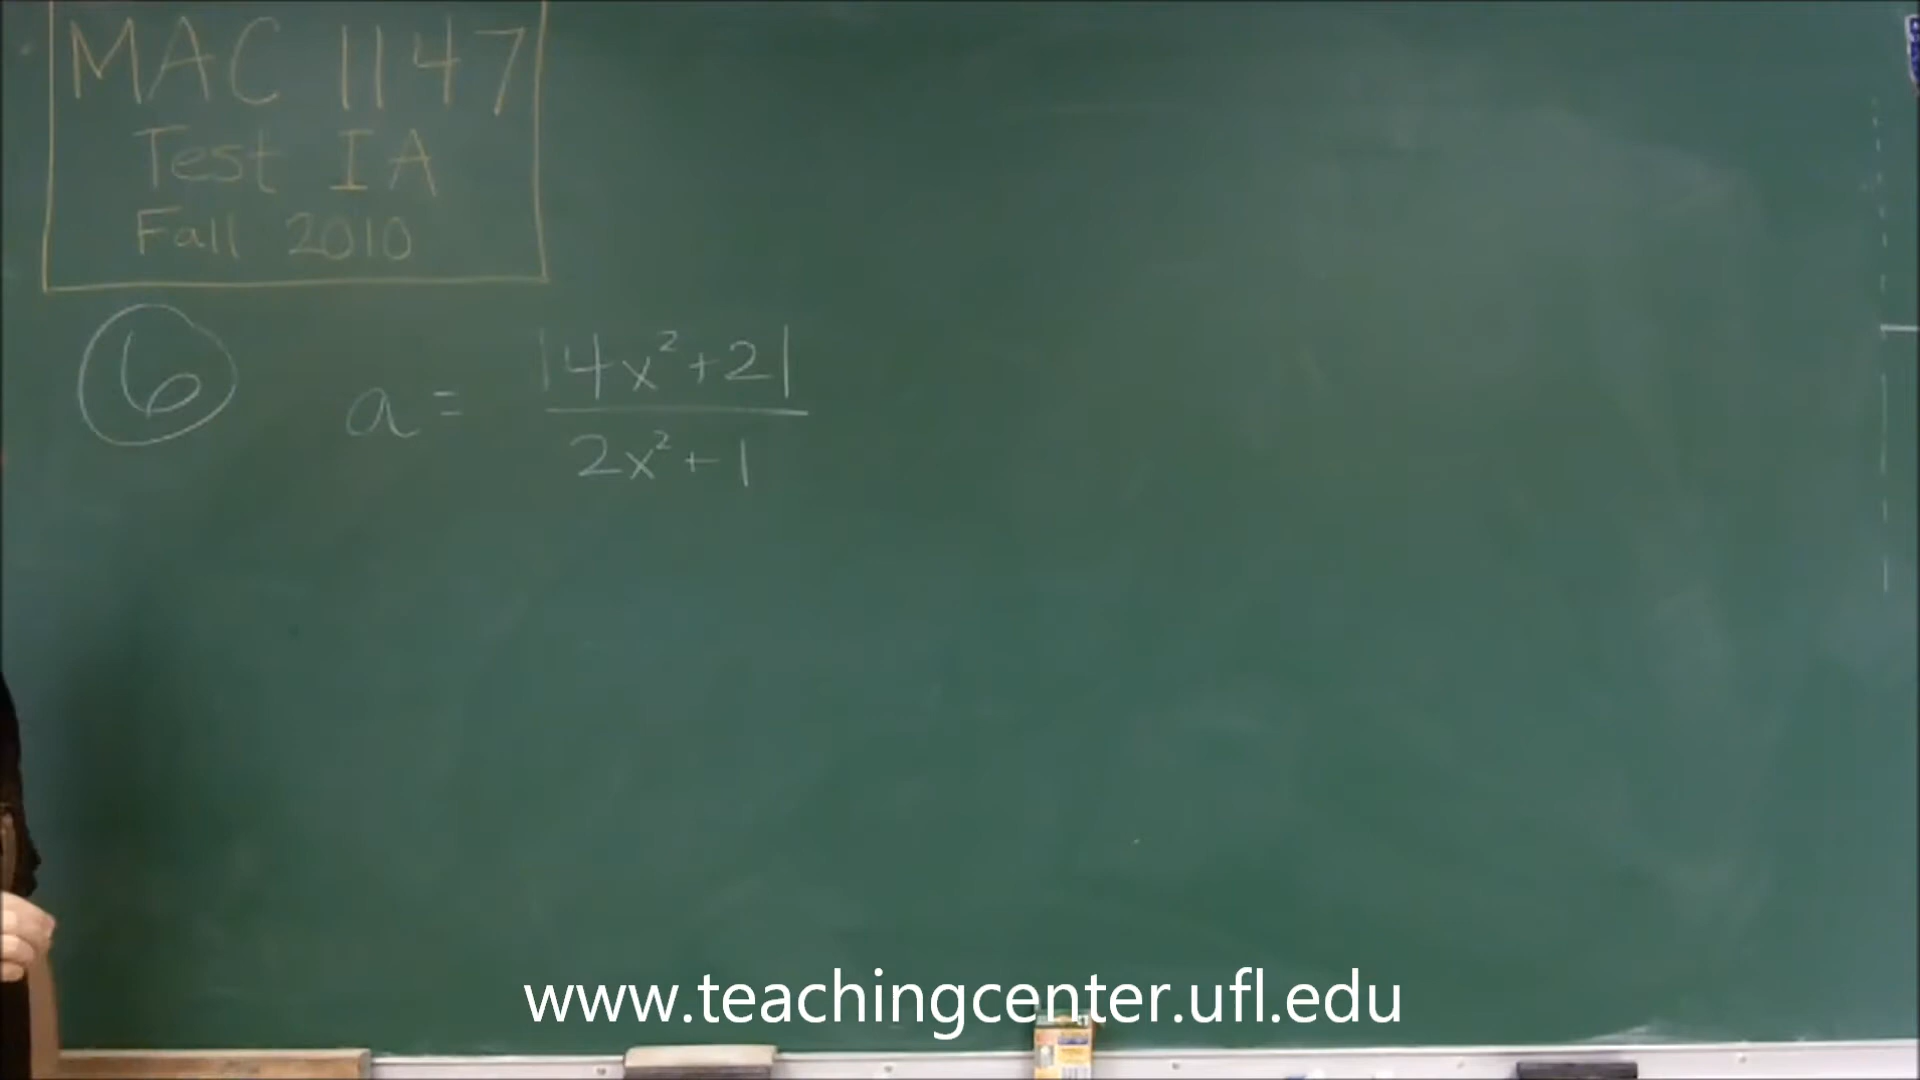 MAC 1147
Test IA
Fall 2010
6 a = |4x²+2| / 2x²+1
www.teachingcenter.ufl.edu